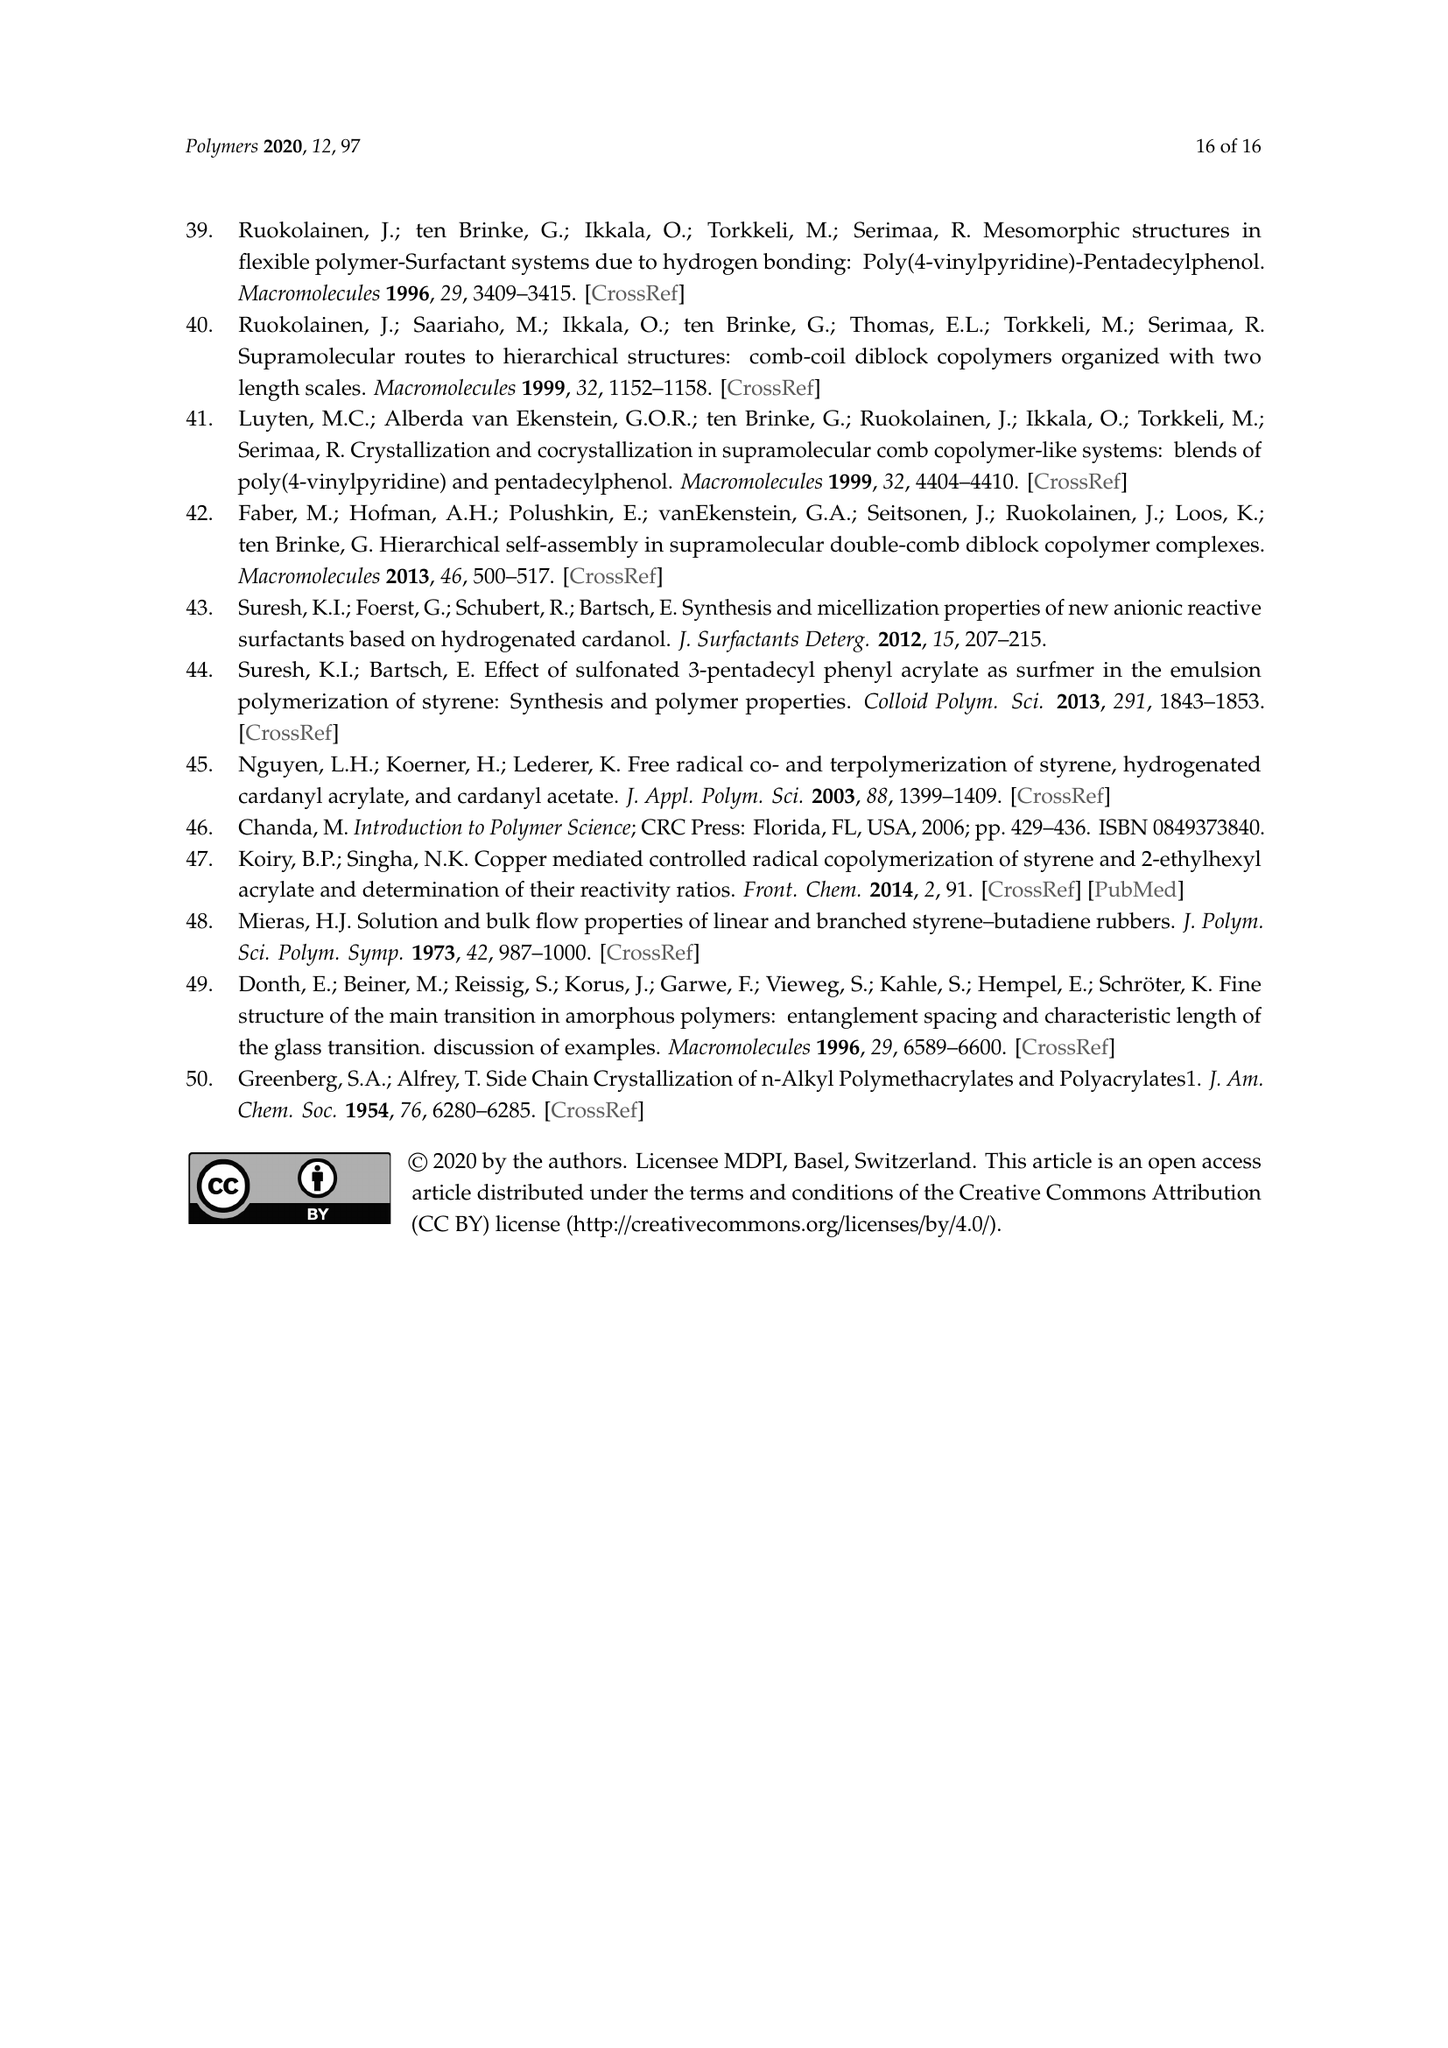 Polymers 2020, 12, 97
16 of 16
39. Ruokolainen, J.; ten Brinke, G.; Ikkala, O.; Torkkeli, M.; Serimaa, R. Mesomorphic structures in
flexible polymer-Surfactant systems due to hydrogen bonding: Poly(4-vinylpyridine)-Pentadecylphenol.
Macromolecules 1996, 29, 3409–3415. [CrossRef]
40. Ruokolainen, J.; Saariaho, M.; Ikkala, O.; ten Brinke, G.; Thomas, E.L.; Torkkeli, M.; Serimaa, R.
Supramolecular routes to hierarchical structures: comb-coil diblock copolymers organized with two
length scales. Macromolecules 1999, 32, 1152–1158. [CrossRef]
41. Luyten, M.C.; Alberda van Ekenstein, G.O.R.; ten Brinke, G.; Ruokolainen, J.; Ikkala, O.; Torkkeli, M.;
Serimaa, R. Crystallization and cocrystallization in supramolecular comb copolymer-like systems: blends of
poly(4-vinylpyridine) and pentadecylphenol. Macromolecules 1999, 32, 4404–4410. [CrossRef]
42. Faber, M.; Hofman, A.H.; Polushkin, E.; vanEkenstein, G.A.; Seitsonen, J.; Ruokolainen, J.; Loos, K.;
ten Brinke, G. Hierarchical self-assembly in supramolecular double-comb diblock copolymer complexes.
Macromolecules 2013, 46, 500–517. [CrossRef]
43. Suresh, K.I.; Foerst, G.; Schubert, R.; Bartsch, E. Synthesis and micellization properties of new anionic reactive
surfactants based on hydrogenated cardanol. J. Surfactants Deterg. 2012, 15, 207–215.
44. Suresh, K.I.; Bartsch, E. Effect of sulfonated 3-pentadecyl phenyl acrylate as surfmer in the emulsion
polymerization of styrene: Synthesis and polymer properties. Colloid Polym. Sci. 2013, 291, 1843–1853.
[CrossRef]
45. Nguyen, L.H.; Koerner, H.; Lederer, K. Free radical co- and terpolymerization of styrene, hydrogenated
cardanyl acrylate, and cardanyl acetate. J. Appl. Polym. Sci. 2003, 88, 1399–1409. [CrossRef]
46. Chanda, M. Introduction to Polymer Science; CRC Press: Florida, FL, USA, 2006; pp. 429–436. ISBN 0849373840.
47. Koiry, B.P.; Singha, N.K. Copper mediated controlled radical copolymerization of styrene and 2-ethylhexyl
acrylate and determination of their reactivity ratios. Front. Chem. 2014, 2, 91. [CrossRef] [PubMed]
48. Mieras, H.J. Solution and bulk flow properties of linear and branched styrene–butadiene rubbers. J. Polym.
Sci. Polym. Symp. 1973, 42, 987–1000. [CrossRef]
49. Donth, E.; Beiner, M.; Reissig, S.; Korus, J.; Garwe, F.; Vieweg, S.; Kahle, S.; Hempel, E.; Schröter, K. Fine
structure of the main transition in amorphous polymers: entanglement spacing and characteristic length of
the glass transition. discussion of examples. Macromolecules 1996, 29, 6589–6600. [CrossRef]
50. Greenberg, S.A.; Alfrey, T. Side Chain Crystallization of n-Alkyl Polymethacrylates and Polyacrylates1. J. Am.
Chem. Soc. 1954, 76, 6280–6285. [CrossRef]
cc
BY
© 2020 by the authors. Licensee MDPI, Basel, Switzerland. This article is an open access
article distributed under the terms and conditions of the Creative Commons Attribution
(CC BY) license (http://creativecommons.org/licenses/by/4.0/).